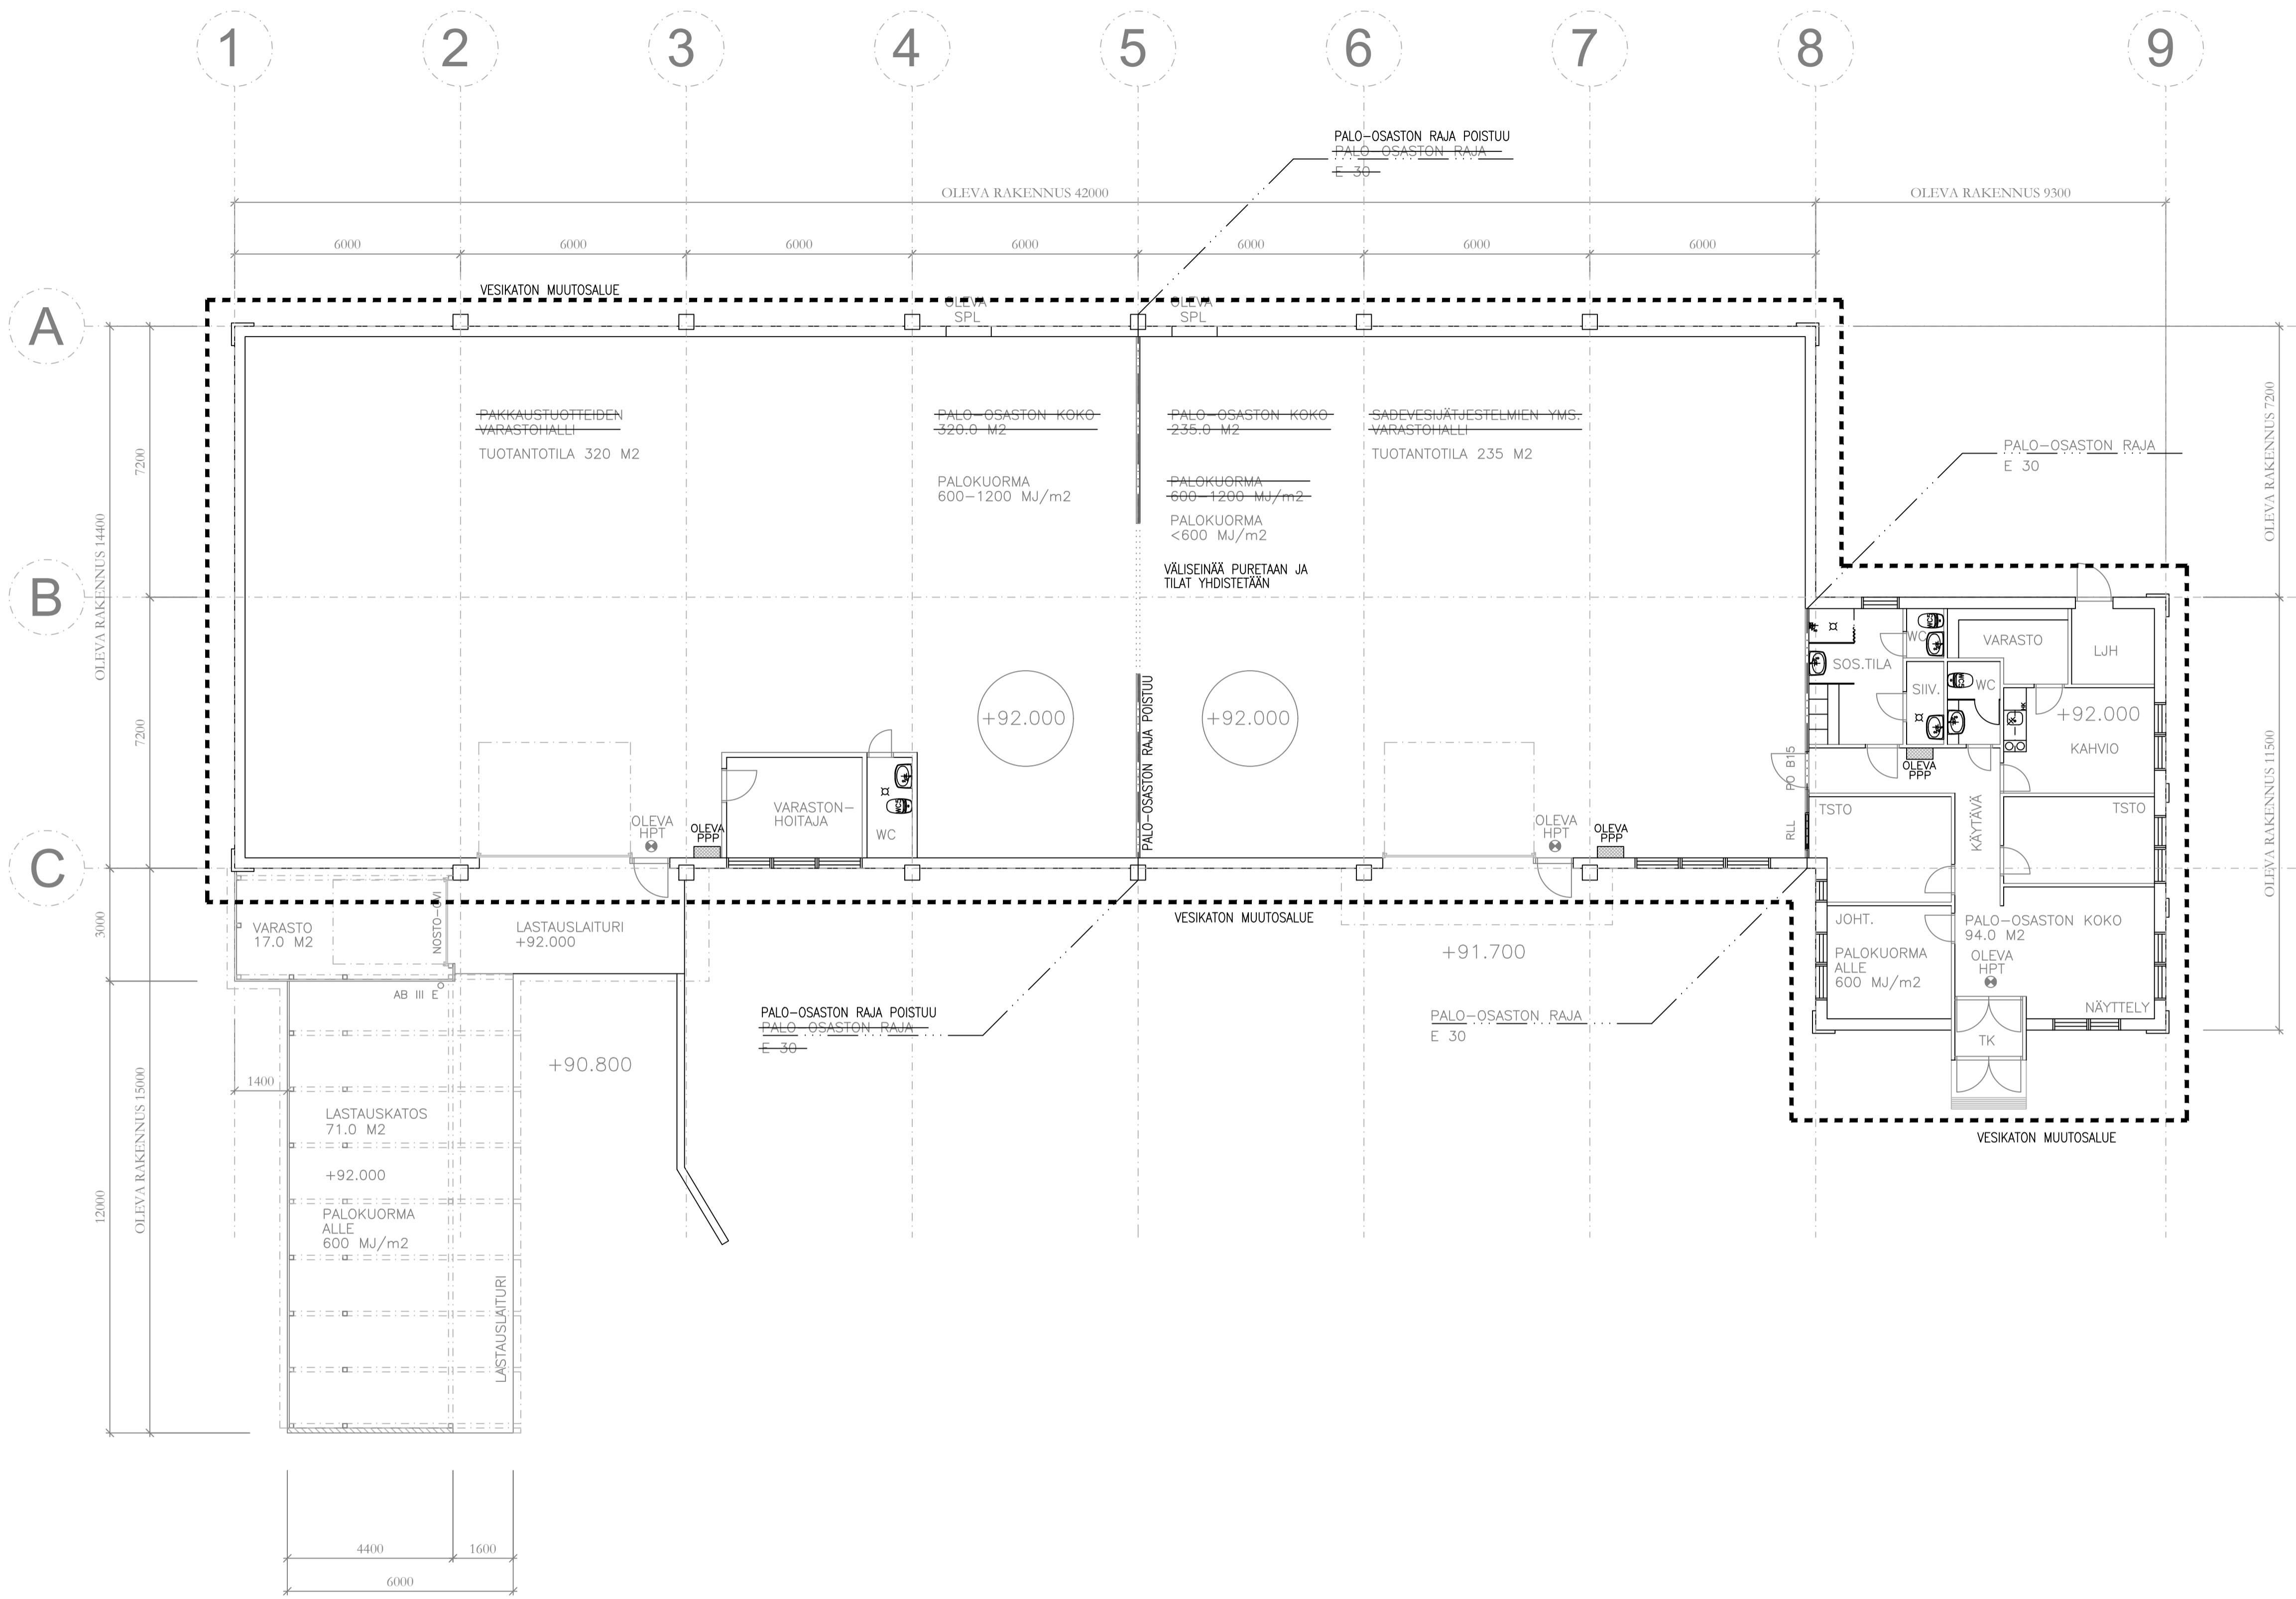 1
2
3
4
5
6
7
8
9
PALO-OSASTON RAJA POISTUU
PALO-OSASTON RAJA
E 30
OLEVA RAKENNUS 42000
OLEVA RAKENNUS 9300
6000
6000
6000
6000
6000
6000
6000
VESIKATON MUUTOSALUE
A
B
C
OLEVA
SPL
OLEVA
SPL
OLEVA RAKENNUS 14400
7200
7200
3000
12000
OLEVA RAKENNUS 15000
OLEVA RAKENNUS 7200
OLEVA RAKENNUS 11500
PAKKAUSTUOTTEIDEN
VARASTOHALLI
TUOTANTOTILA 320 M2
PALO-OSASTON KOKO
320.0 M2
PALOKUORMA
600-1200 MJ/m2
PALO-OSASTON KOKO
235.0 M2
PALOKUORMA
600-1200 MJ/m2
PALOKUORMA
<600 MJ/m2
SADEVESIJÄTJESTELMIEN YMS.
VARASTOHALLI
TUOTANTOTILA 235 M2
VÄLISEINÄÄ PURETAAN JA
TILAT YHDISTETÄÄN
PALO-OSASTON RAJA
E 30
+92.000
+92.000
PALO-OSASTON RAJA POISTUU
VARASTON-
HOITAJA
WC
WCS
OLEVA
HPT
OLEVA
PPP
OLEVA
HPT
OLEVA
PPP
PO B15
RLL
SOS.TILA
WC
WCS
SIIV.
WCS
WC
VARASTO
LJH
+92.000
KAHVIO
OLEVA
PPP
TSTO
KÄYTÄVÄ
TSTO
JOHT.
PALOKUORMA
ALLE
600 MJ/m2
PALO-OSASTON KOKO
94.0 M2
OLEVA
HPT
NÄYTTELY
TK
VESIKATON MUUTOSALUE
VESIKATON MUUTOSALUE
VARASTO
17.0 M2
NOSTO-OVI
LASTAUSLAITURI
+92.000
AB III E
+91.700
PALO-OSASTON RAJA POISTUU
PALO-OSASTON RAJA
E 30
PALO-OSASTON RAJA
E 30
+90.800
1400
LASTAUSKATOS
71.0 M2
+92.000
PALOKUORMA
ALLE
600 MJ/m2
LASTAUSLAITURI
4400
1600
6000